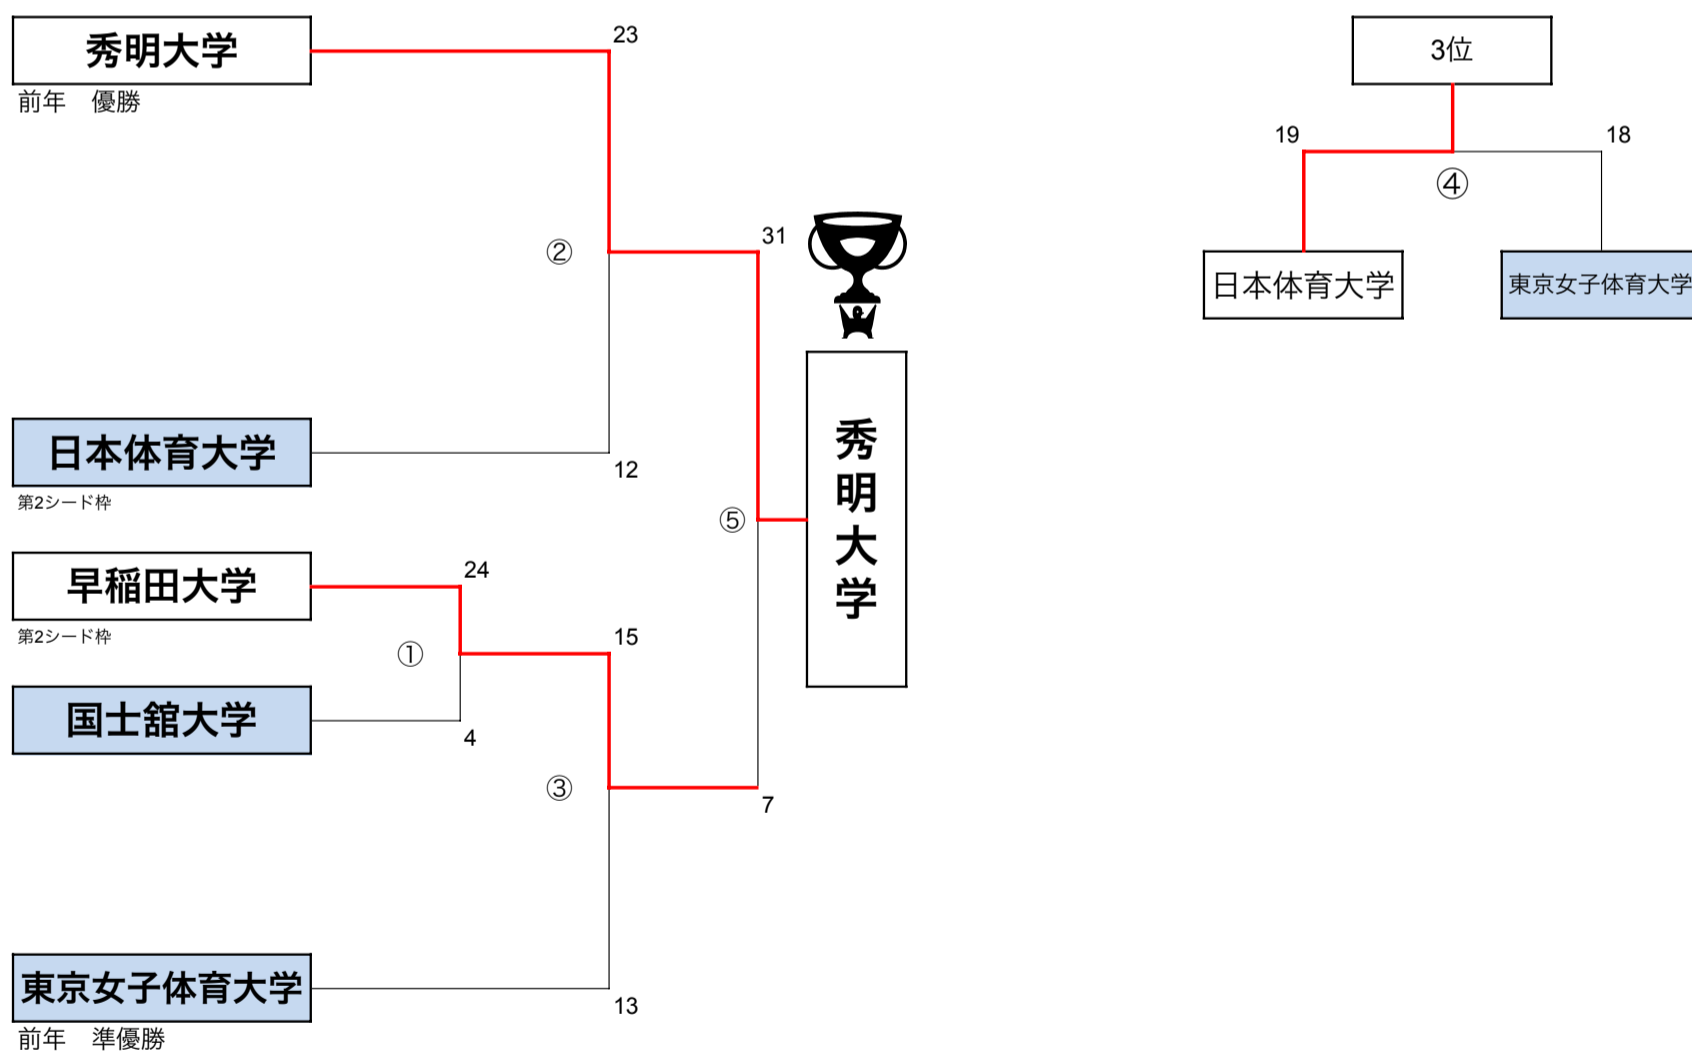 秀明大学
前年　優勝
23
②
日本体育大学
第2シード枠
12
早稲田大学
第2シード枠
24
①
国士舘大学
4
15
③
東京女子体育大学
前年　準優勝
13
31
⑤
7
秀明大学
3位
19
18
④
日本体育大学
東京女子体育大学